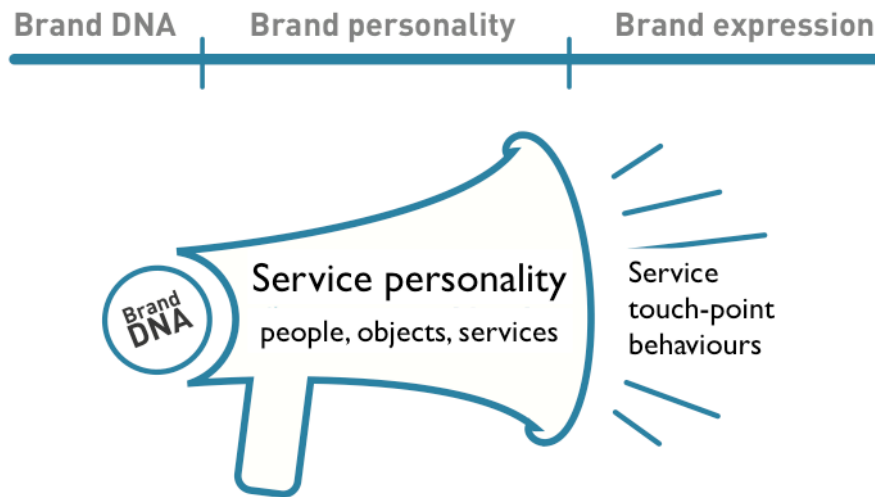 Brand DNA
Brand personality
Brand expression
Brand
DNA
Service personality
people, objects, services
Service
touch-point
behaviours